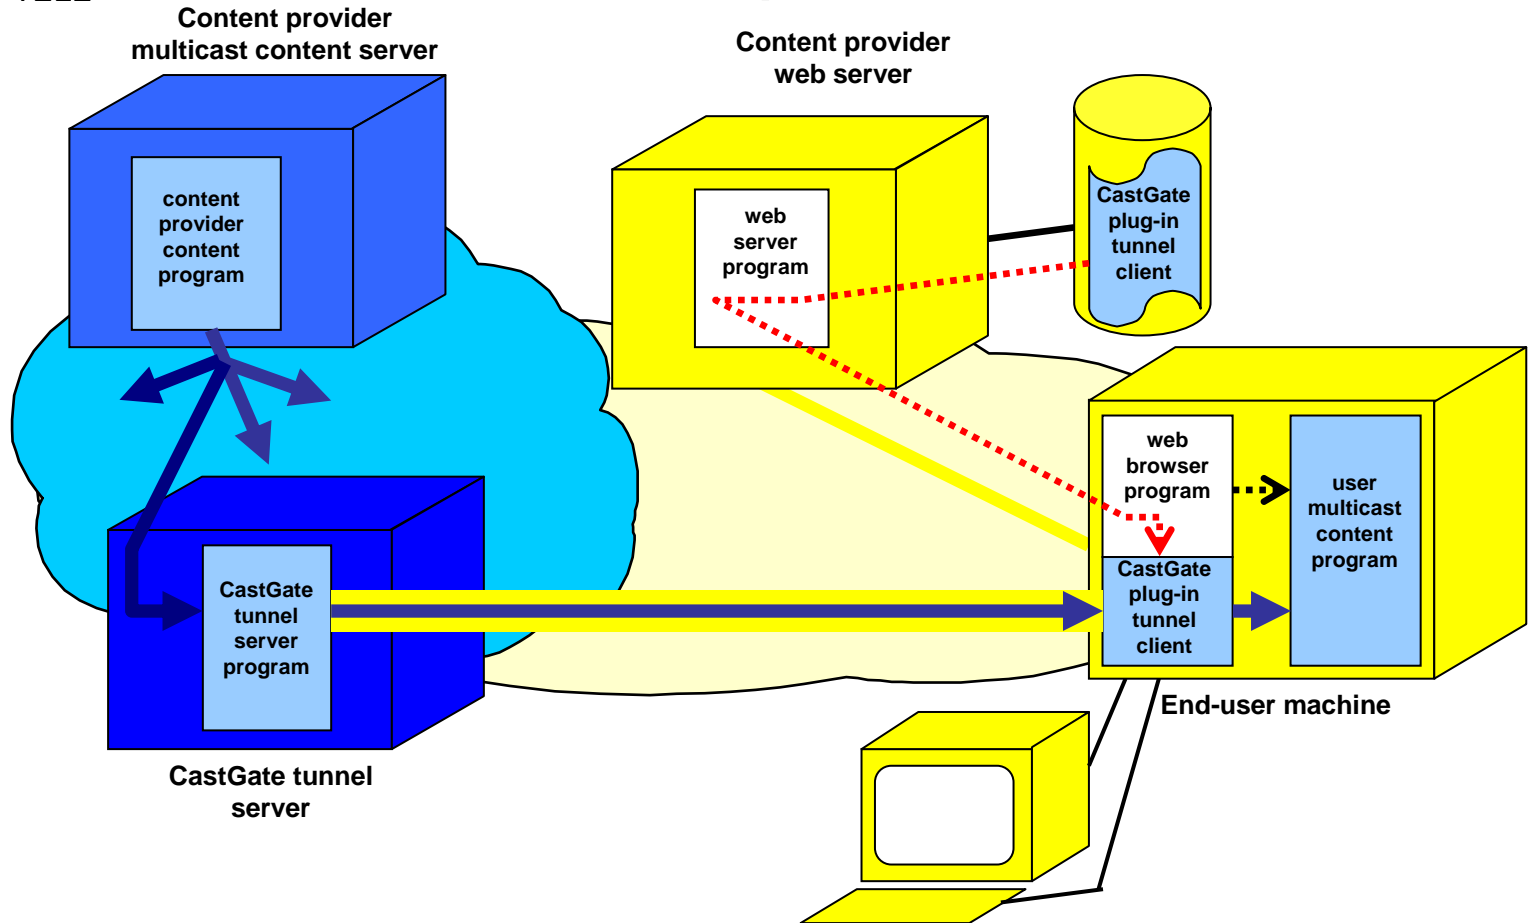 Content provider
multicast content server
Content provider
web server
content
provider
content
program
web
server
program
CastGate
plug-in
tunnel
client
web
browser
program
user
multicast
content
program
CastGate
plug-in
tunnel
client
CastGate
tunnel
server
program
End-user machine
CastGate tunnel
server